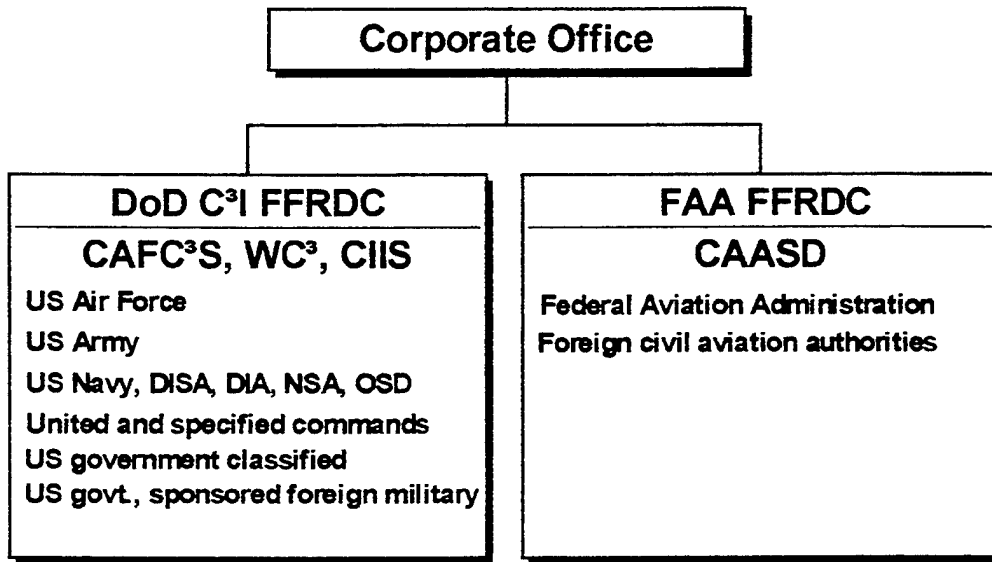 Corporate Office
DoD C³I FFRDC
CAFC³S, WC³, CIIS
US Air Force
US Army
US Navy, DISA, DIA, NSA, OSD
United and specified commands
US government classified
US govt., sponsored foreign military
FAA FFRDC
CAASD
Federal Aviation Administration
Foreign civil aviation authorities